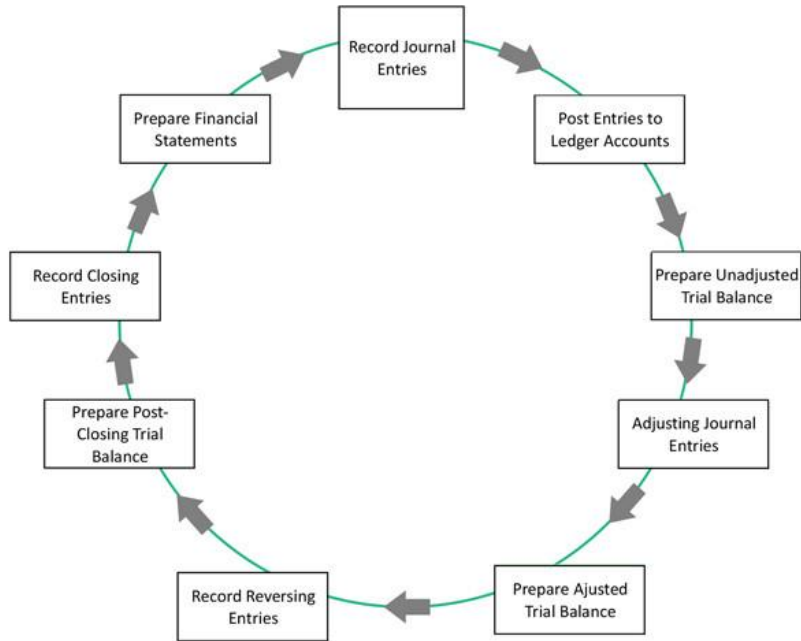 Record Journal
Entries
Post Entries to
Ledger Accounts
Prepare Unadjusted
Trial Balance
Adjusting Journal
Entries
Prepare Ajusted
Trial Balance
Record Reversing
Entries
Prepare Post-
Closing Trial
Balance
Record Closing
Entries
Prepare Financial
Statements